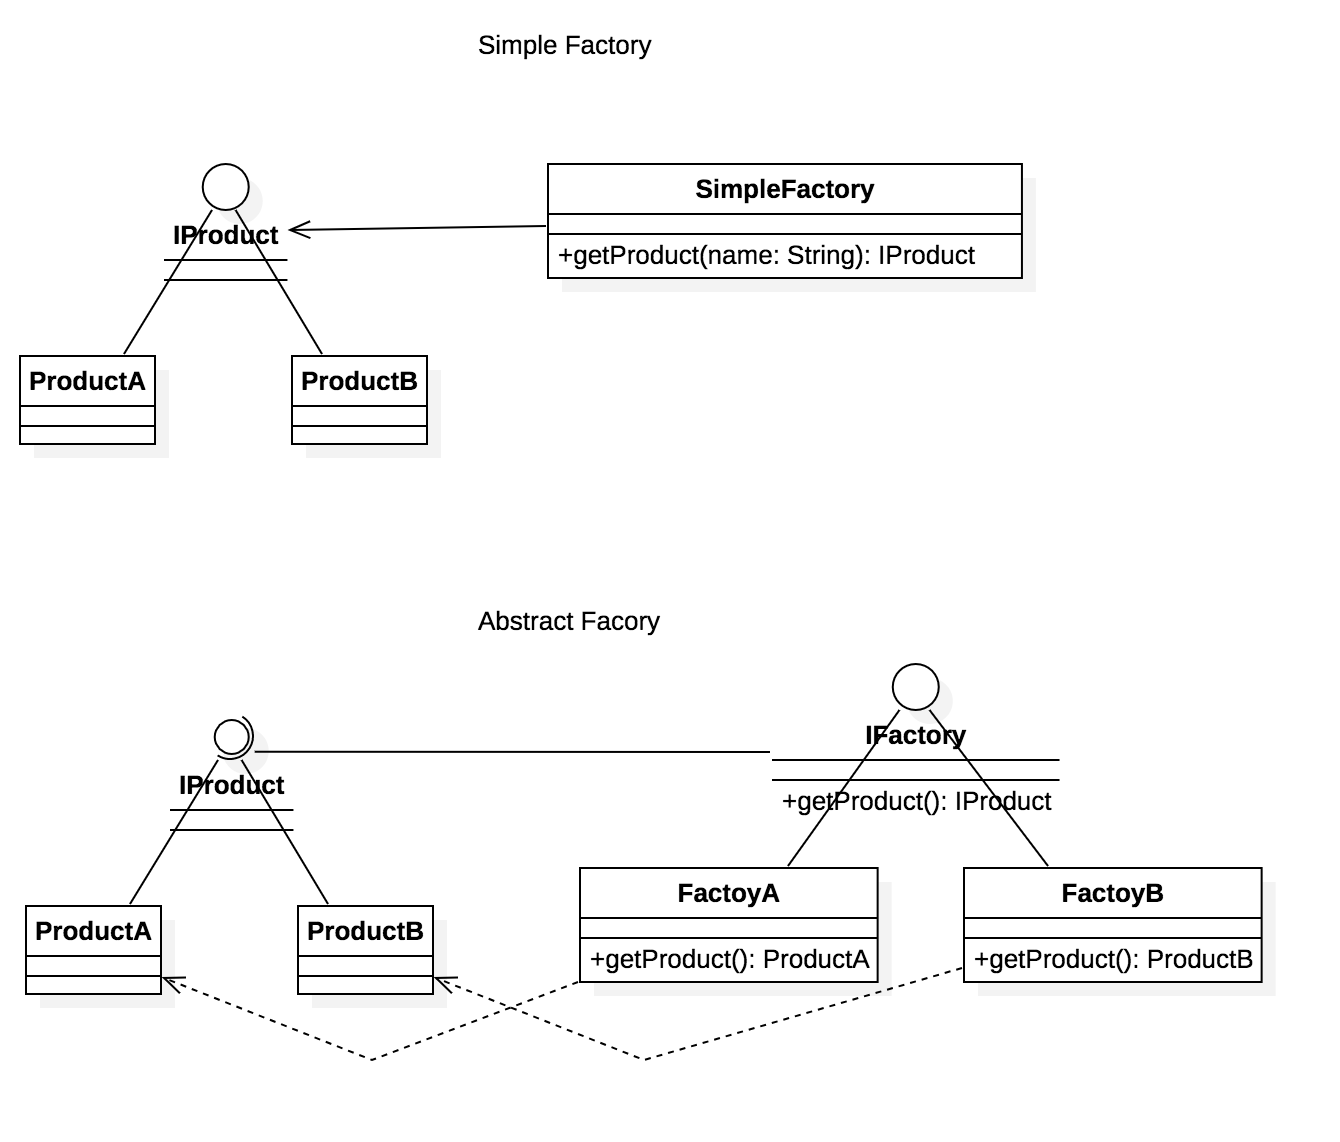 Simple Factory
IProduct
SimpleFactory
+getProduct(name: String): IProduct
ProductA
ProductB
Abstract Facory
IFactory
IProduct
+getProduct(): IProduct
FactoyA
FactoyB
ProductA
ProductB
+getProduct(): ProductA
+getProduct(): ProductB